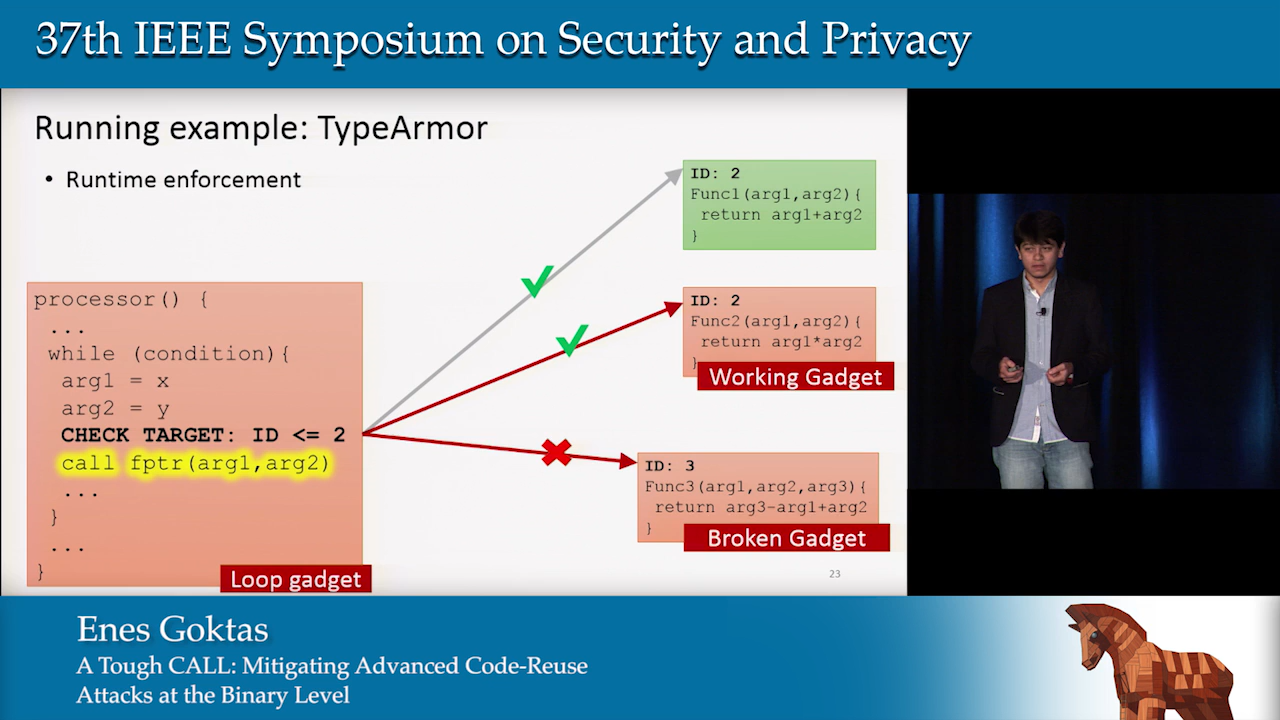 37th IEEE Symposium on Security and Privacy
Running example: TypeArmor
• Runtime enforcement
processor() {
...
while (condition){
arg1 = x
arg2 = y
CHECK TARGET: ID <= 2
call fptr(arg1,arg2)
...
}
...
}
Loop gadget
ID: 2
Func1(arg1,arg2){
return arg1+arg2
}
ID: 2
Func2(arg1,arg2){
return arg1*arg2
}
Working Gadget
ID: 3
Func3(arg1,arg2,arg3){
return arg3-arg1+arg2
}
Broken Gadget
23
Enes Goktas
A Tough CALL: Mitigating Advanced Code-Reuse
Attacks at the Binary Level